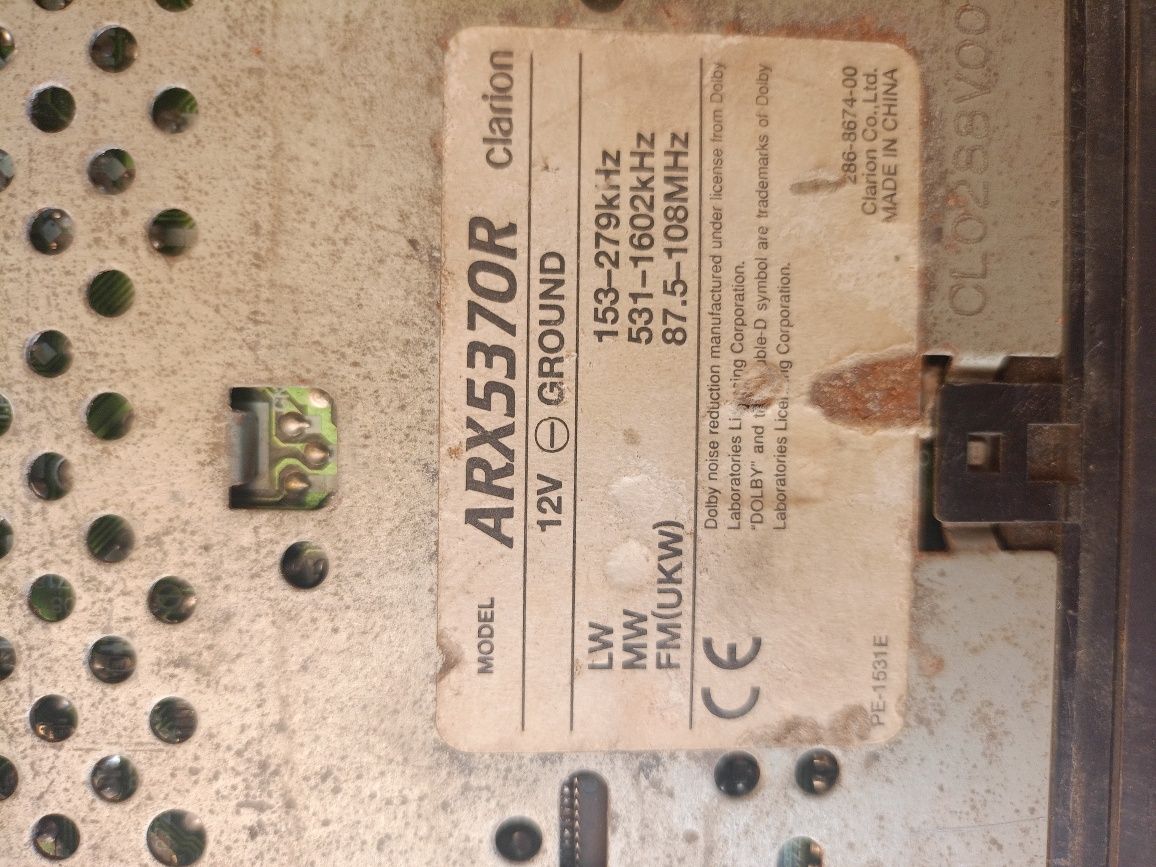 MODEL ARX5370R Clarion
12V ⊖ GROUND
LW 153–279kHz
MW 531–1602kHz
FM(UKW) 87.5–108MHz
Dolby noise reduction manufactured under license from Dolby
Laboratories Corporation.
"DOLBY" and symbol are trademarks of Dolby
Laboratories Corporation.
286-8674-00
Clarion Co.,Ltd.
PE-1531E MADE IN CHINA